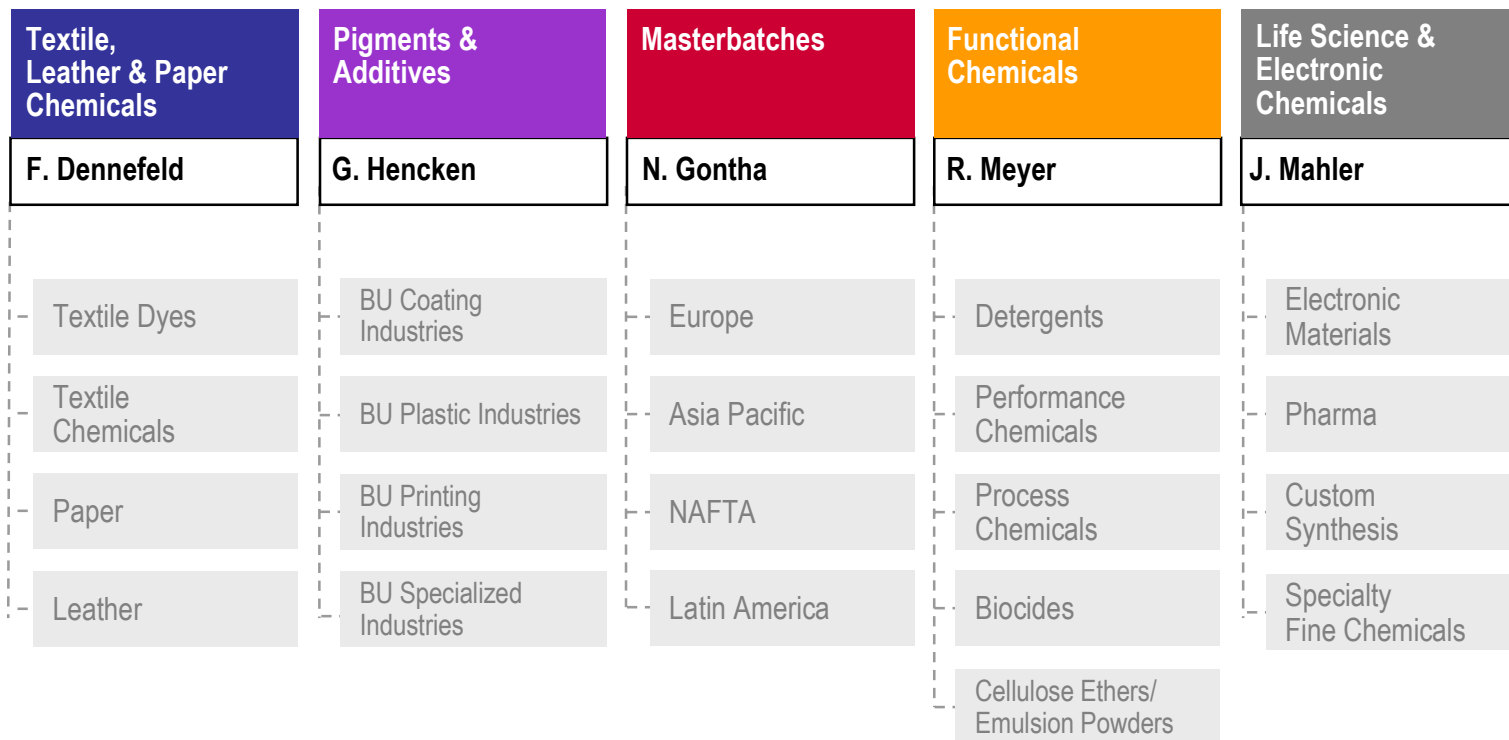 Textile,
Leather & Paper
Chemicals
F. Dennefeld
Textile Dyes
Textile
Chemicals
Paper
Leather
Pigments &
Additives
G. Hencken
BU Coating
Industries
BU Plastic Industries
BU Printing
Industries
BU Specialized
Industries
Masterbatches
N. Gontha
Europe
Asia Pacific
NAFTA
Latin America
Functional
Chemicals
R. Meyer
Detergents
Performance
Chemicals
Process
Chemicals
Biocides
Cellulose Ethers/
Emulsion Powders
Life Science &
Electronic
Chemicals
J. Mahler
Electronic
Materials
Pharma
Custom
Synthesis
Specialty
Fine Chemicals